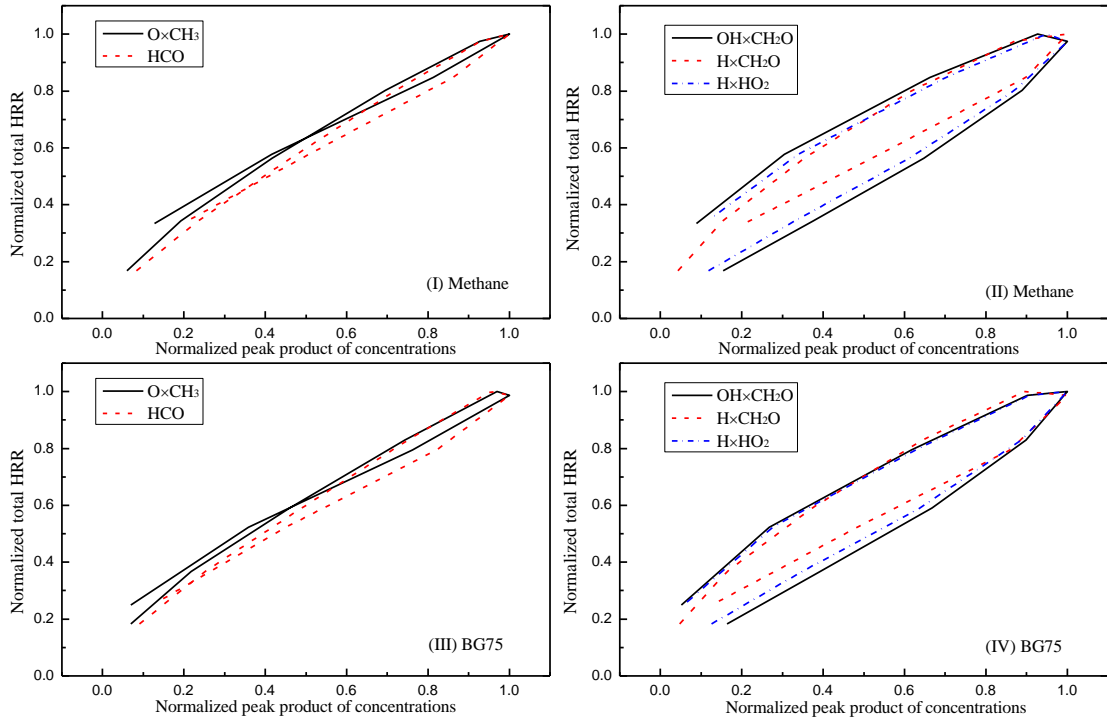 1.0
0.8
0.6
0.4
0.2
0.0
Normalized total HRR
O×CH₃
HCO
(I) Methane
0.0 0.2 0.4 0.6 0.8 1.0
Normalized peak product of concentrations
1.0
0.8
0.6
0.4
0.2
0.0
Normalized total HRR
OH×CH₂O
H×CH₂O
H×HO₂
(II) Methane
0.0 0.2 0.4 0.6 0.8 1.0
Normalized peak product of concentrations
1.0
0.8
0.6
0.4
0.2
0.0
Normalized total HRR
O×CH₃
HCO
(III) BG75
0.0 0.2 0.4 0.6 0.8 1.0
Normalized peak product of concentrations
1.0
0.8
0.6
0.4
0.2
0.0
Normalized total HRR
OH×CH₂O
H×CH₂O
H×HO₂
(IV) BG75
0.0 0.2 0.4 0.6 0.8 1.0
Normalized peak product of concentrations